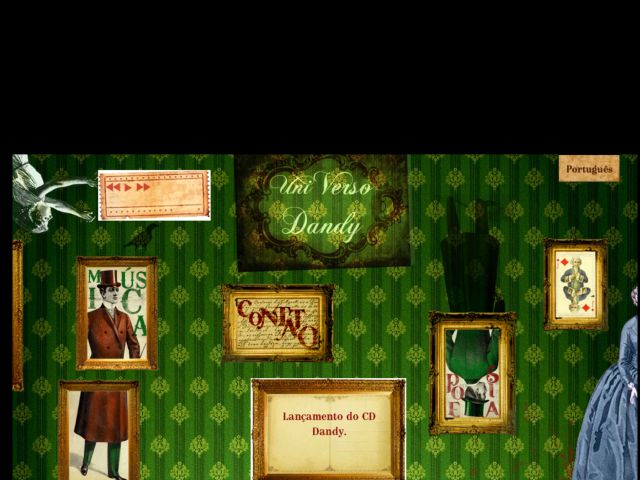 Português
Uni Verso
Dandy
MÚSICA
CONTATO
POESIA
Lançamento do CD
Dandy.